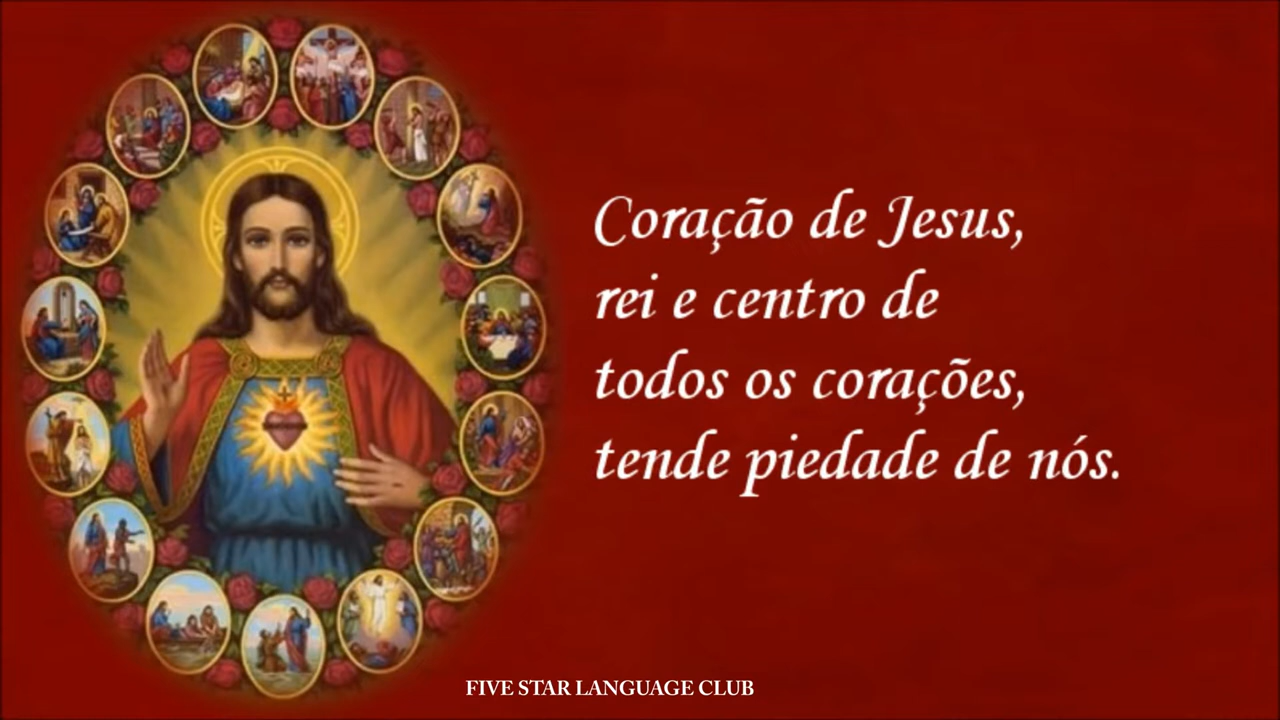 Coração de Jesus,
rei e centro de
todos os corações,
tende piedade de nós.
FIVE STAR LANGUAGE CLUB